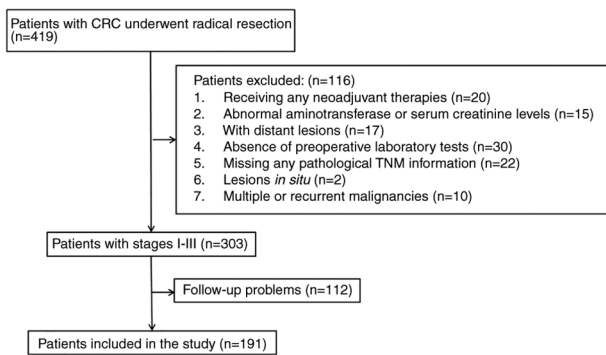 Patients with CRC underwent radical resection
(n=419)
Patients excluded: (n=116)
1. Receiving any neoadjuvant therapies (n=20)
2. Abnormal aminotransferase or serum creatinine levels (n=15)
3. With distant lesions (n=17)
4. Absence of preoperative laboratory tests (n=30)
5. Missing any pathological TNM information (n=22)
6. Lesions in situ (n=2)
7. Multiple or recurrent malignancies (n=10)
Patients with stages I-III (n=303)
Follow-up problems (n=112)
Patients included in the study (n=191)